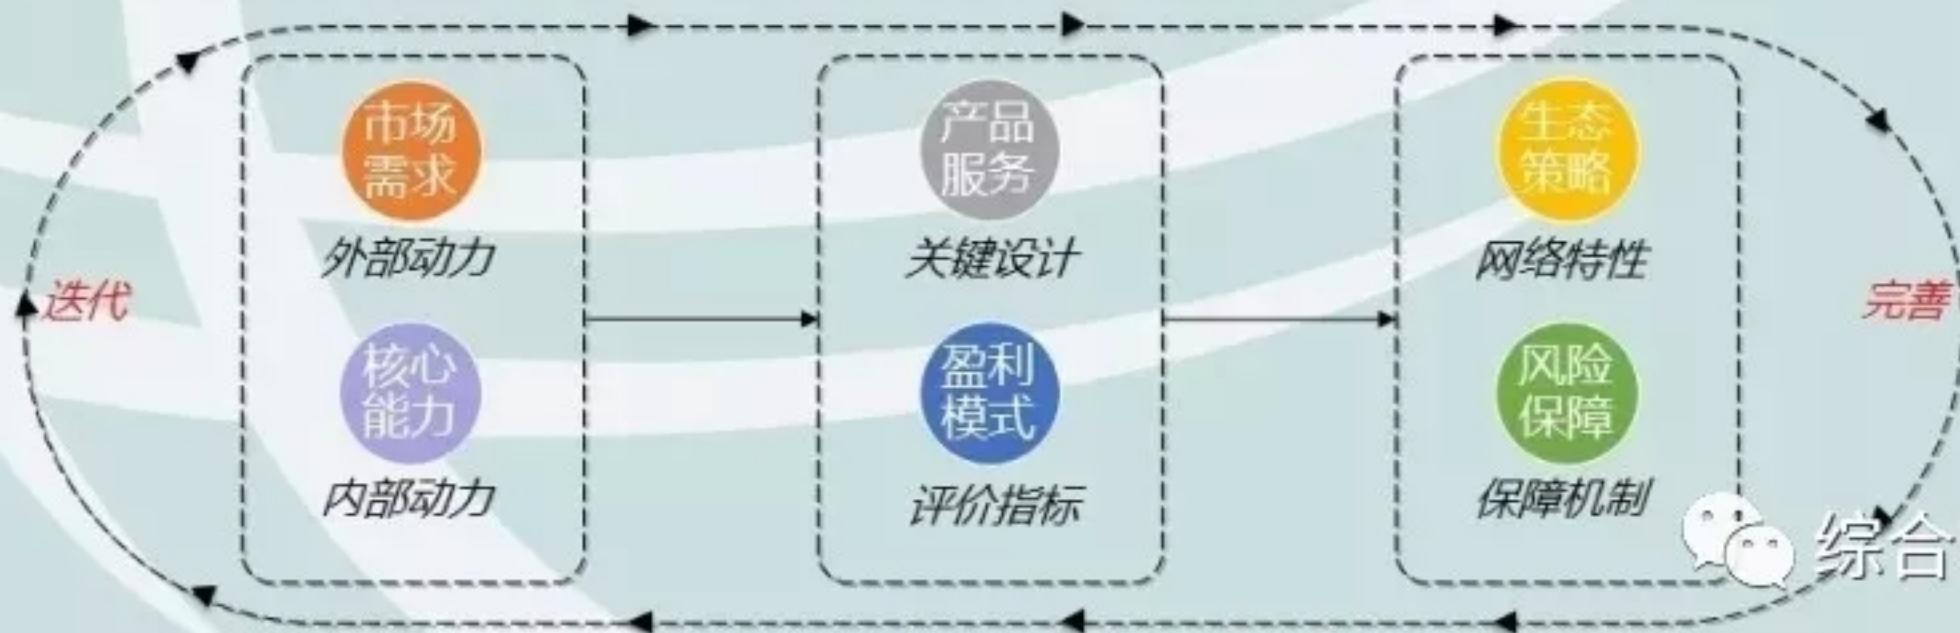 市场
需求
外部动力
核心
能力
内部动力
产品
服务
关键设计
盈利
模式
评价指标
生态
策略
网络特性
风险
保障
保障机制
迭代
完善
综合